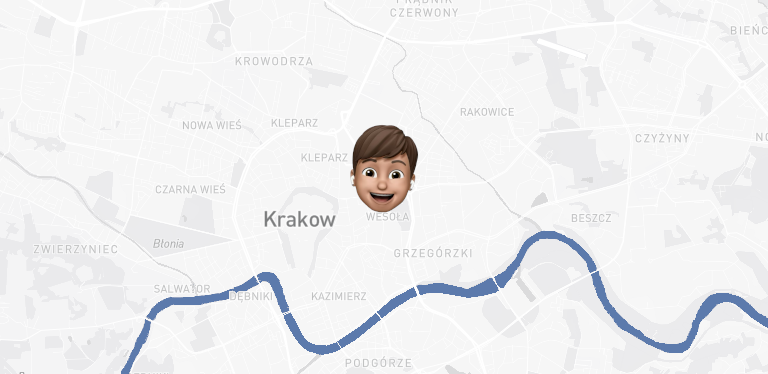 PRĄDNIK
CZERWONY
BIEŃC
KROWODRZA
RAKOWICE
KLEPARZ
NOWA WIEŚ
CZYŻYNY
NO
KLEPARZ
CZARNA WIEŚ
WESOŁA
Krakow
BESZCZ
Błonia
ZWIERZYNIEC
GRZEGÓRZKI
SALWATOR
DĘBNIKI
KAZIMIERZ
PODGÓRZE